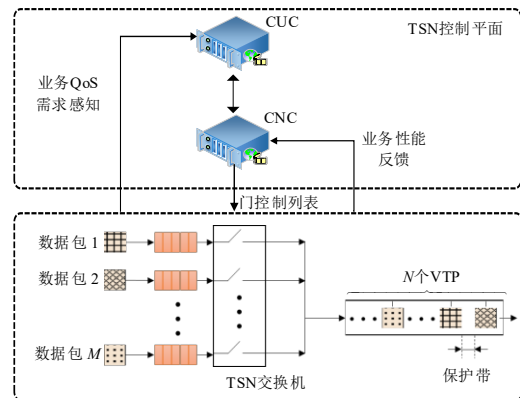 CUC
TSN控制平面
业务QoS
需求感知
CNC
业务性能
反馈
门控制列表
数据包 1
数据包 2
数据包 M
N个VTP
TSN交换机
保护带